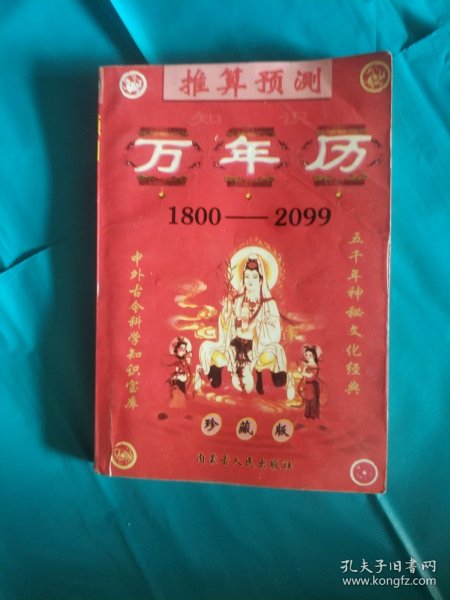 推算预测
知识
万年历
1800——2099
五千年神秘文化经典
中外古今科学知识宝库
珍藏版
内蒙古人民出版社
孔夫子旧书网
www.kongfz.com